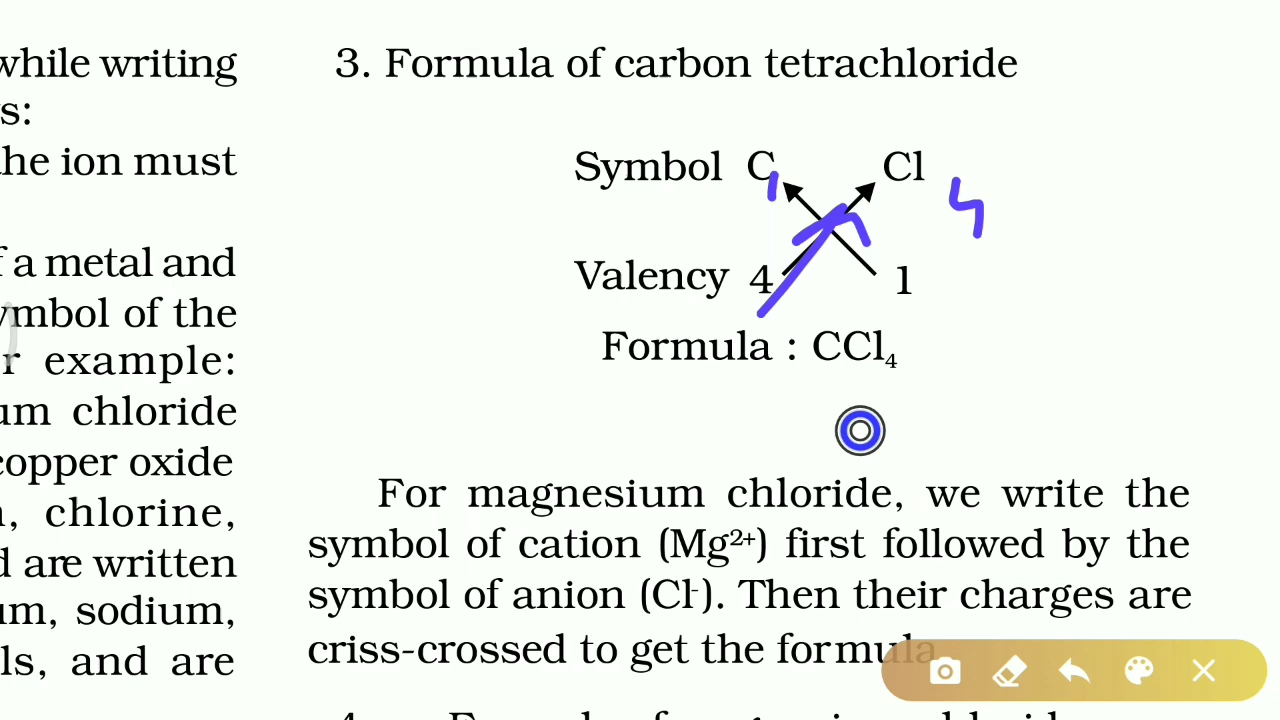 while writing
s:
he ion must
f a metal and
ymbol of the
r example:
um chloride
copper oxide
, chlorine,
d are written
um, sodium,
ls, and are
3. Formula of carbon tetrachloride
Symbol C Cl
1 4
Valency 4 1
Formula : CCl₄
For magnesium chloride, we write the
symbol of cation (Mg²⁺) first followed by the
symbol of anion (Cl⁻). Then their charges are
criss-crossed to get the formula